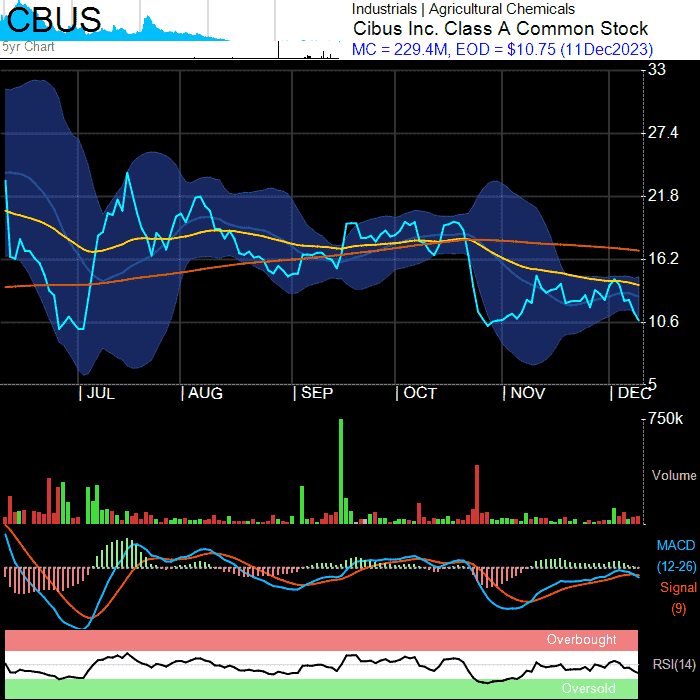 CBUS
5yr Chart
Industrials | Agricultural Chemicals
Cibus Inc. Class A Common Stock
MC = 229.4M, EOD = $10.75 (11Dec2023)
33
27.4
21.8
16.2
10.6
5
| JUL | AUG | SEP | OCT | NOV | DEC
750k
Volume
MACD
(12-26)
Signal
(9)
Overbought
RSI(14)
Oversold